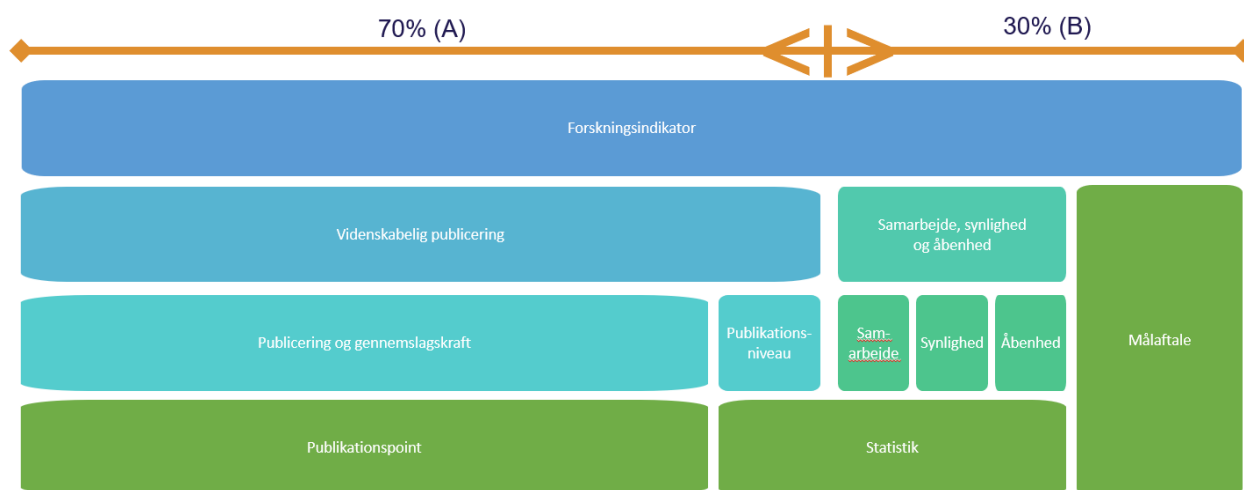 70% (A)
30% (B)
Forskningsindikator
Videnskabelig publicering
Samarbejde, synlighed
og åbenhed
Publicering og gennemslagskraft
Publikations-
niveau
Sam-
arbejde
Synlighed
Åbenhed
Målaftale
Publikationspoint
Statistik